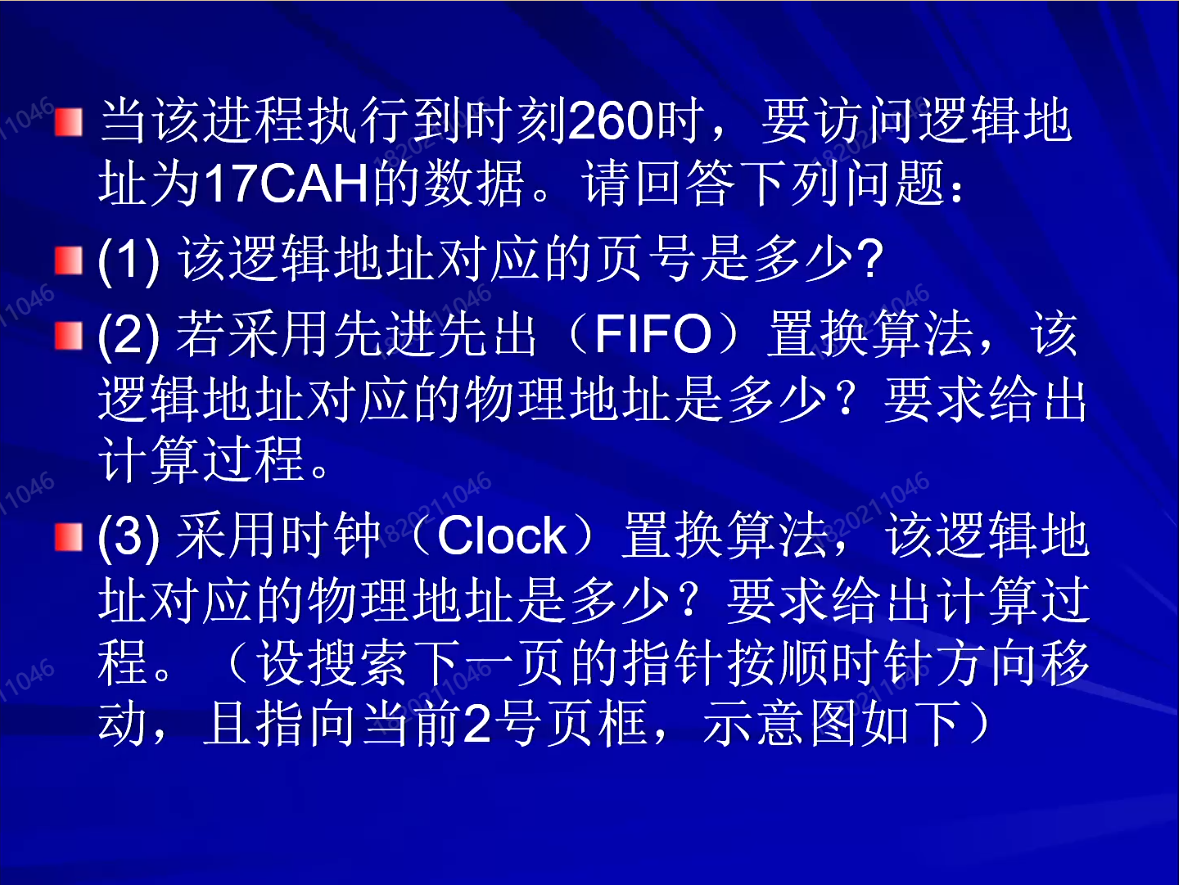 当该进程执行到时刻260时，要访问逻辑地
址为17CAH的数据。请回答下列问题：
(1) 该逻辑地址对应的页号是多少?
(2) 若采用先进先出（FIFO）置换算法，该
逻辑地址对应的物理地址是多少？要求给出
计算过程。
(3) 采用时钟（Clock）置换算法，该逻辑地
址对应的物理地址是多少？要求给出计算过
程。（设搜索下一页的指针按顺时针方向移
动，且指向当前2号页框，示意图如下）
1820211046